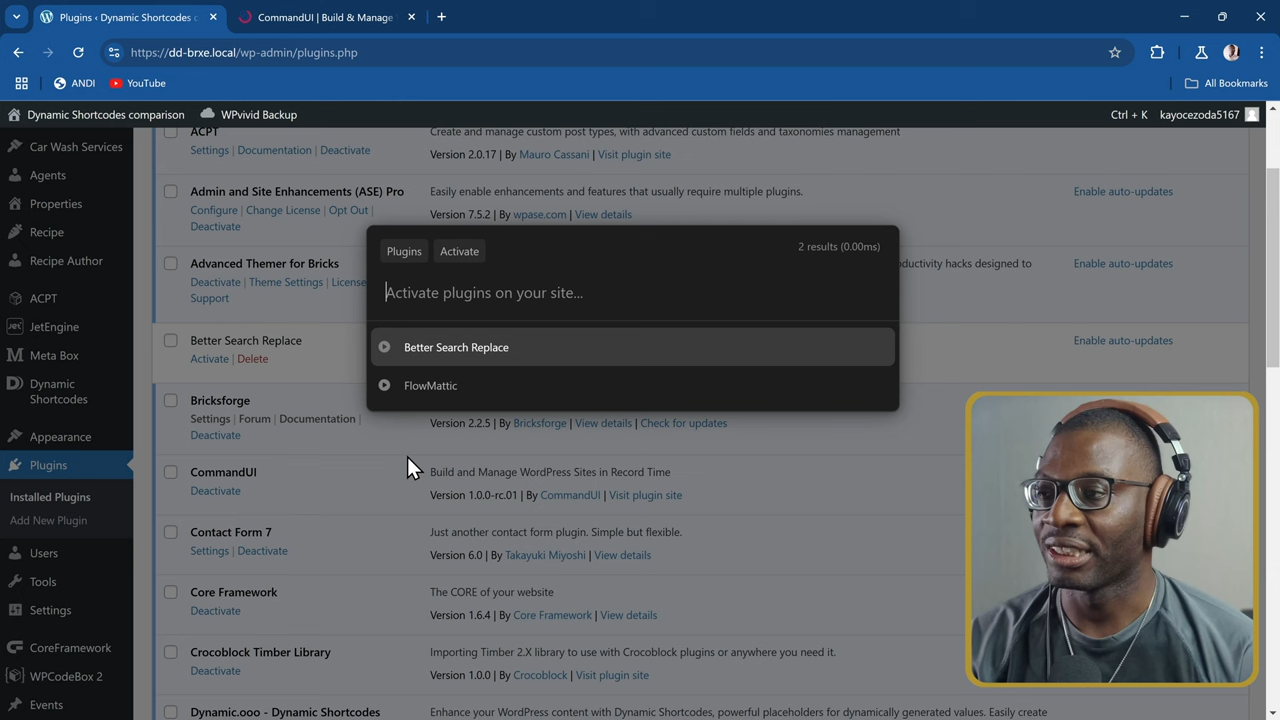 Plugins ‹ Dynamic Shortcodes c
CommandUI | Build & Manage
https://dd-brxe.local/wp-admin/plugins.php
ANDI
YouTube
All Bookmarks
Dynamic Shortcodes comparison
WPvivid Backup
Ctrl + K
kayocezoda5167
Car Wash Services
Agents
Properties
Recipe
Recipe Author
ACPT
JetEngine
Meta Box
Dynamic
Shortcodes
Appearance
Plugins
Installed Plugins
Add New Plugin
Users
Tools
Settings
CoreFramework
WPCodeBox 2
Events
ACPT
Create and manage custom post types, with advanced custom fields and taxonomies management
Settings | Documentation | Deactivate
Version 2.0.17 | By Mauro Cassani | Visit plugin site
Admin and Site Enhancements (ASE) Pro
Easily enable enhancements and features that usually require multiple plugins.
Enable auto-updates
Configure | Change License | Opt Out |
Deactivate
Version 7.5.2 | By wpase.com | View details
Advanced Themer for Bricks
oductivity hacks designed to
Enable auto-updates
Deactivate | Theme Settings | License
Support
Plugins
Activate
2 results (0.00ms)
Activate plugins on your site...
Better Search Replace
FlowMattic
Better Search Replace
Enable auto-updates
Activate | Delete
Bricksforge
Settings | Forum | Documentation |
Deactivate
Version 2.2.5 | By Bricksforge | View details | Check for updates
CommandUI
Build and Manage WordPress Sites in Record Time
Deactivate
Version 1.0.0-rc.01 | By CommandUI | Visit plugin site
Contact Form 7
Just another contact form plugin. Simple but flexible.
Settings | Deactivate
Version 6.0 | By Takayuki Miyoshi | View details
Core Framework
The CORE of your website
Deactivate
Version 1.6.4 | By Core Framework | View details
Crocoblock Timber Library
Importing Timber 2.X library to use with Crocoblock plugins or anywhere you need it.
Deactivate
Version 1.0.0 | By Crocoblock | Visit plugin site
Dynamic.ooo - Dynamic Shortcodes
Enhance your WordPress content with Dynamic Shortcodes, powerful placeholders for dynamically generated values. Easily create